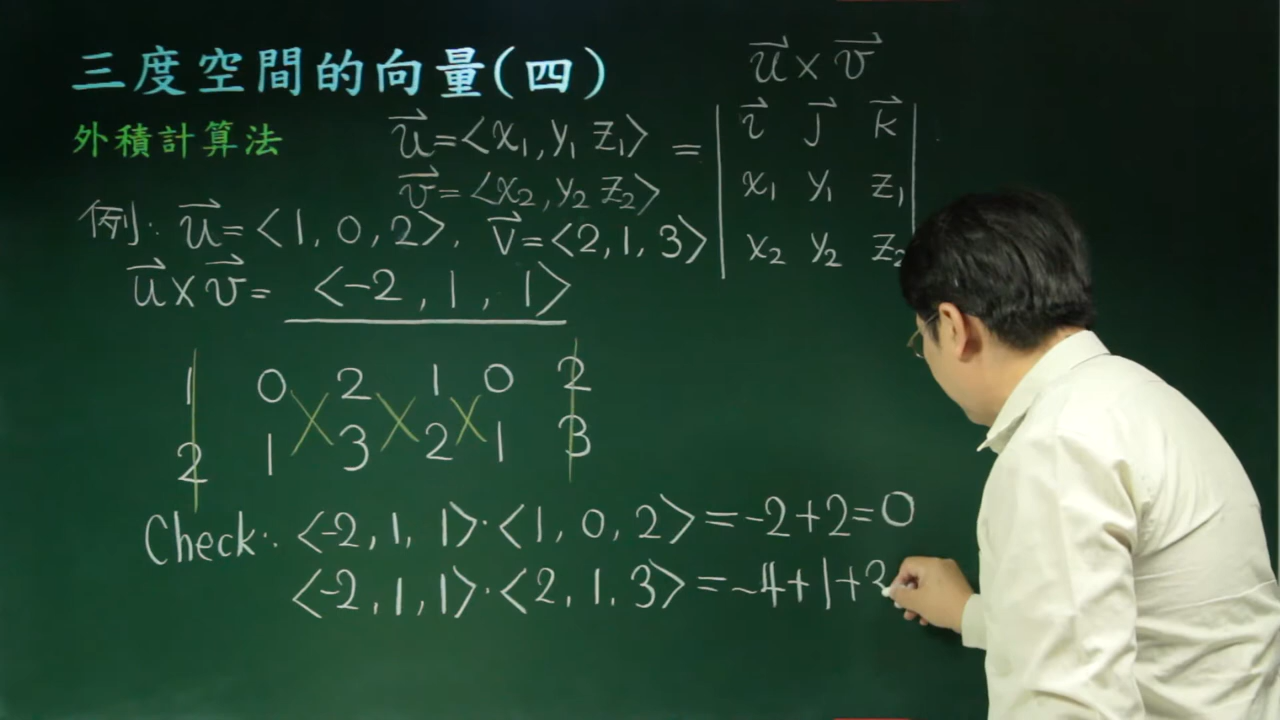 三度空間的向量(四)
外積計算法
u⃗=<x₁, y₁ z₁>
v⃗=<x₂, y₂ z₂>
u⃗×v⃗
= | i⃗ j⃗ k⃗ |
| x₁ y₁ z₁ |
| x₂ y₂ z₂
例: u⃗=<1, 0, 2>, v⃗=<2, 1, 3>
u⃗×v⃗= <-2, 1, 1>
1 0 2 1 0 2
2 1 3 2 1 3
Check: <-2, 1, 1>·<1, 0, 2>=-2+2=0
<-2, 1, 1>·<2, 1, 3>=-4+1+3